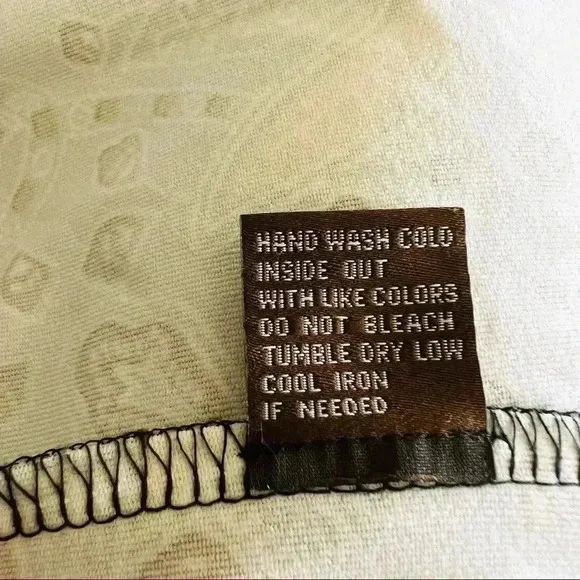 HAND WASH COLD
INSIDE OUT
WITH LIKE COLORS
DO NOT BLEACH
TUMBLE DRY LOW
COOL IRON
IF NEEDED